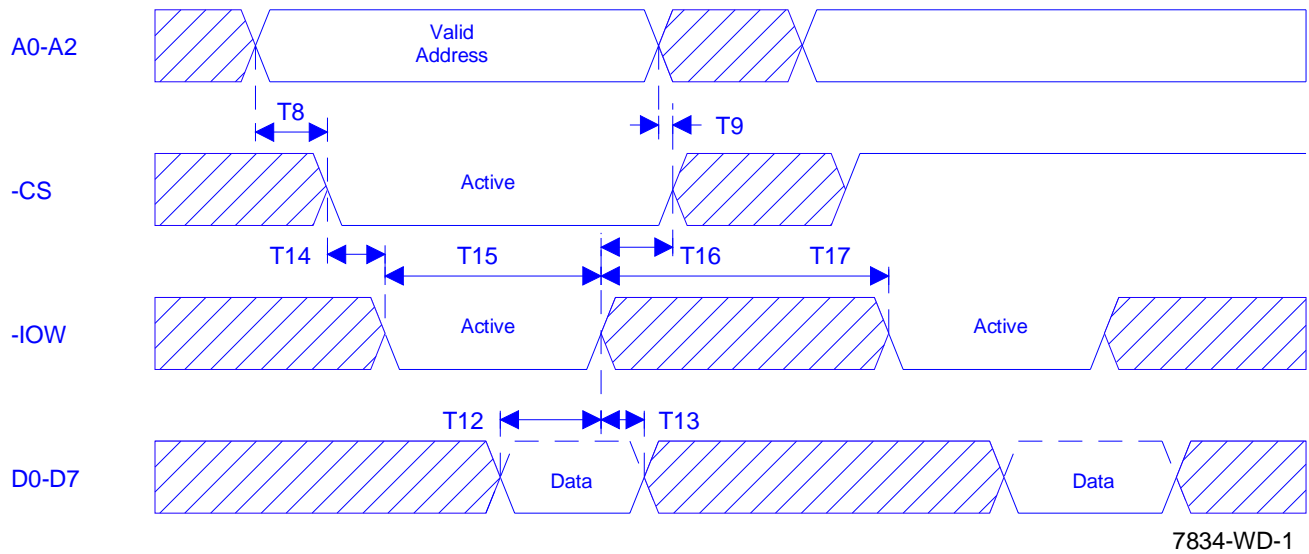 A0-A2
Valid
Address
T8
T9
-CS
Active
T14
T15
T16
T17
-IOW
Active
Active
T12
T13
D0-D7
Data
Data
7834-WD-1